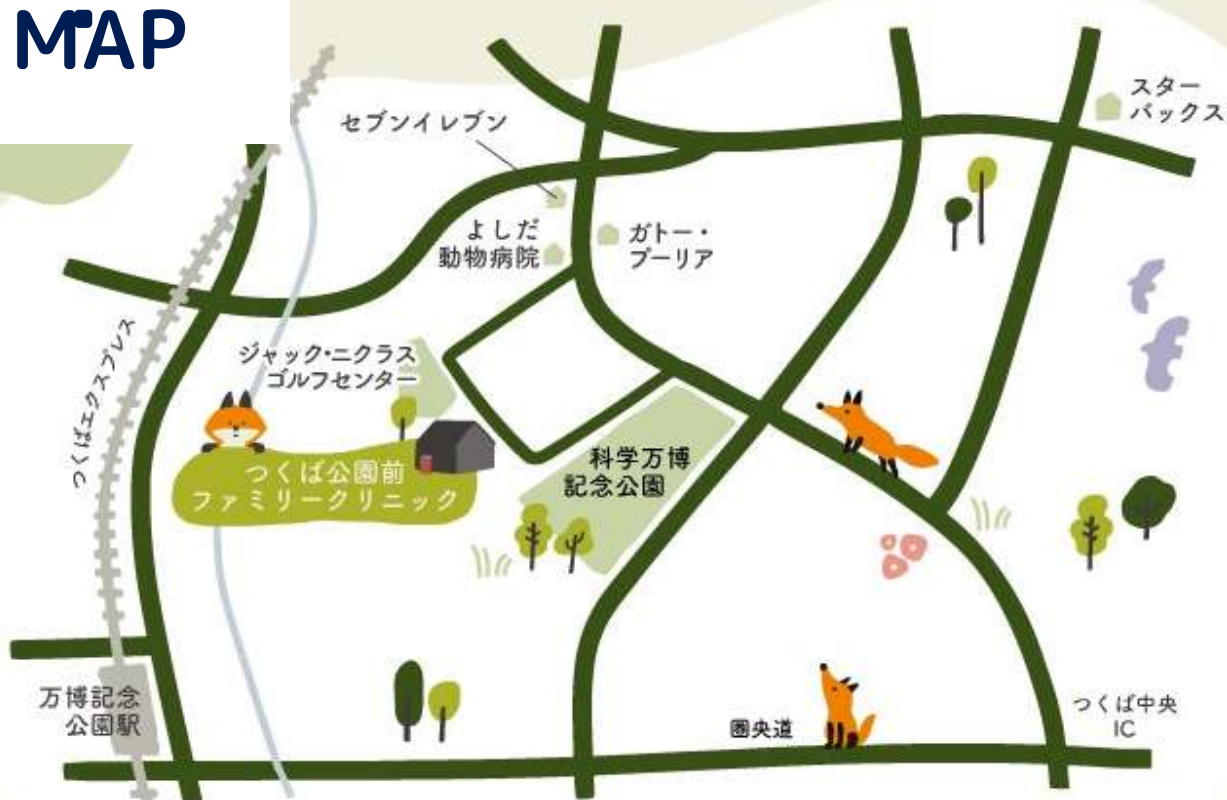 MAP
スター
バックス
セブンイレブン
よしだ
動物病院
ガトー・
プーリア
つくばエクスプレス
ジャック・ニクラス
ゴルフセンター
つくば公園前
ファミリークリニック
科学万博
記念公園
万博記念
公園駅
圏央道
つくば中央
IC